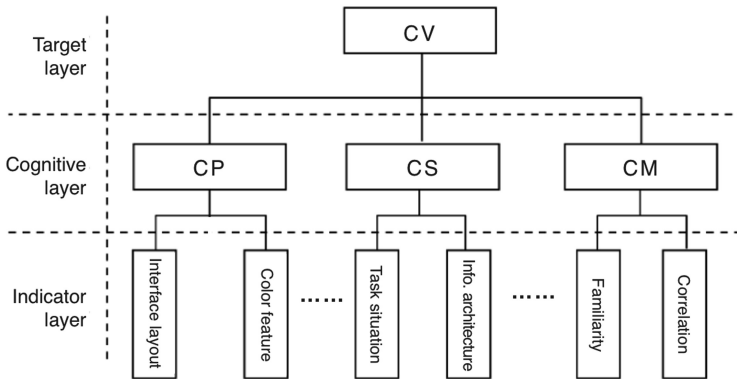 Target
layer
CV
Cognitive
layer
CP
CS
CM
Indicator
layer
Interface layout
Color feature
......
Task situation
Info. architecture
......
Familiarity
Correlation